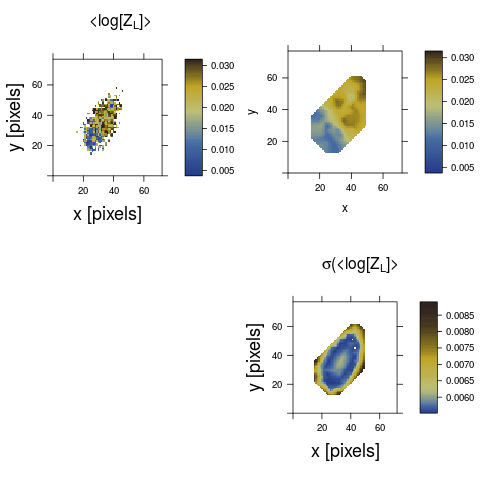 <log[Z_L]>
60
40
20
20 40 60
y [pixels]
x [pixels]
0.030
0.025
0.020
0.015
0.010
0.005
60
40
20
20 40 60
y
x
0.030
0.025
0.020
0.015
0.010
0.005
σ(<log[Z_L]>
60
40
20
20 40 60
y [pixels]
x [pixels]
0.0085
0.0080
0.0075
0.0070
0.0065
0.0060